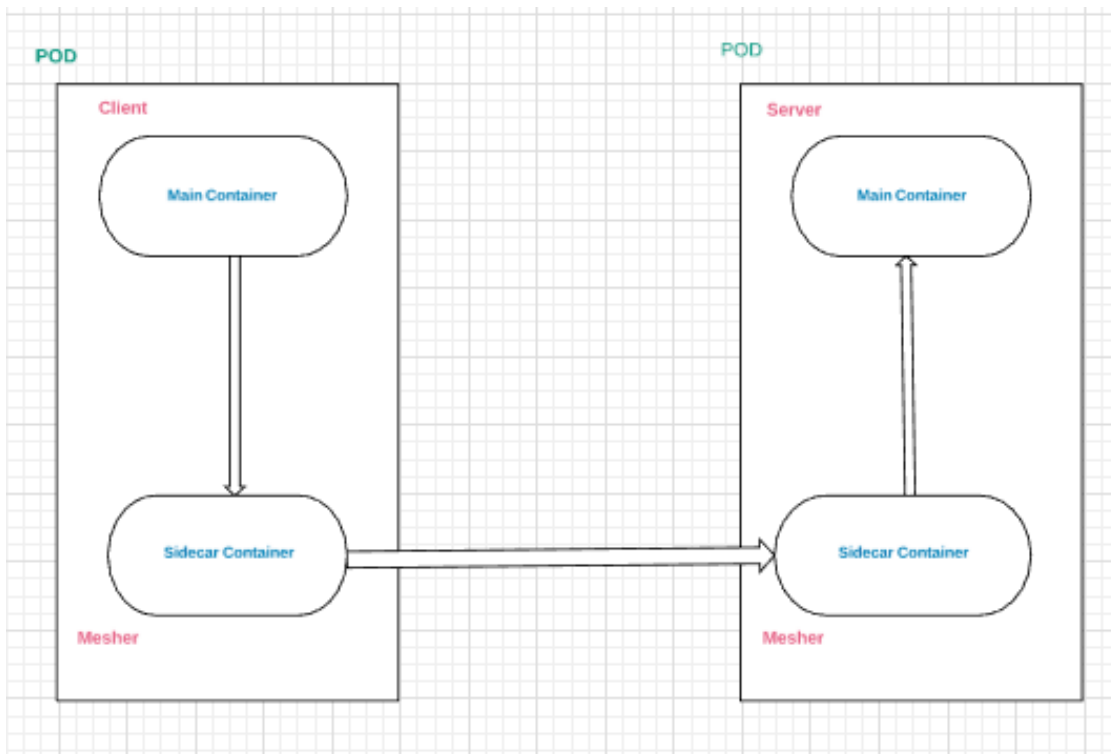 POD
Client
Main Container
Sidecar Container
Mesher
POD
Server
Main Container
Sidecar Container
Mesher